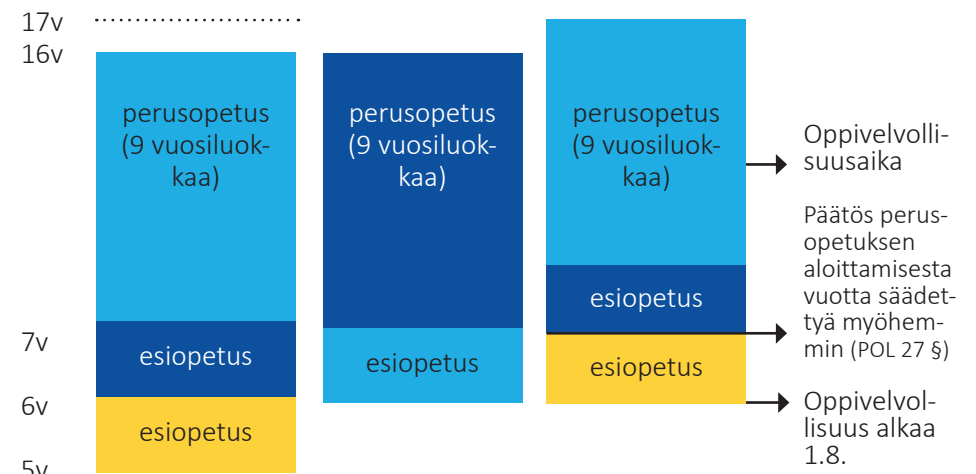 17v
16v
7v
6v
5v
perusopetus
(9 vuosiluok-
kaa)
esiopetus
esiopetus
perusopetus
(9 vuosiluok-
kaa)
esiopetus
perusopetus
(9 vuosiluok-
kaa)
esiopetus
esiopetus
Oppivelvolli-
suusaika
Päätös perus-
opetuksen
aloittamisesta
vuotta säädet-
tyä myöhem-
min (POL 27 §)
Oppivelvol-
lisuus alkaa
1.8.